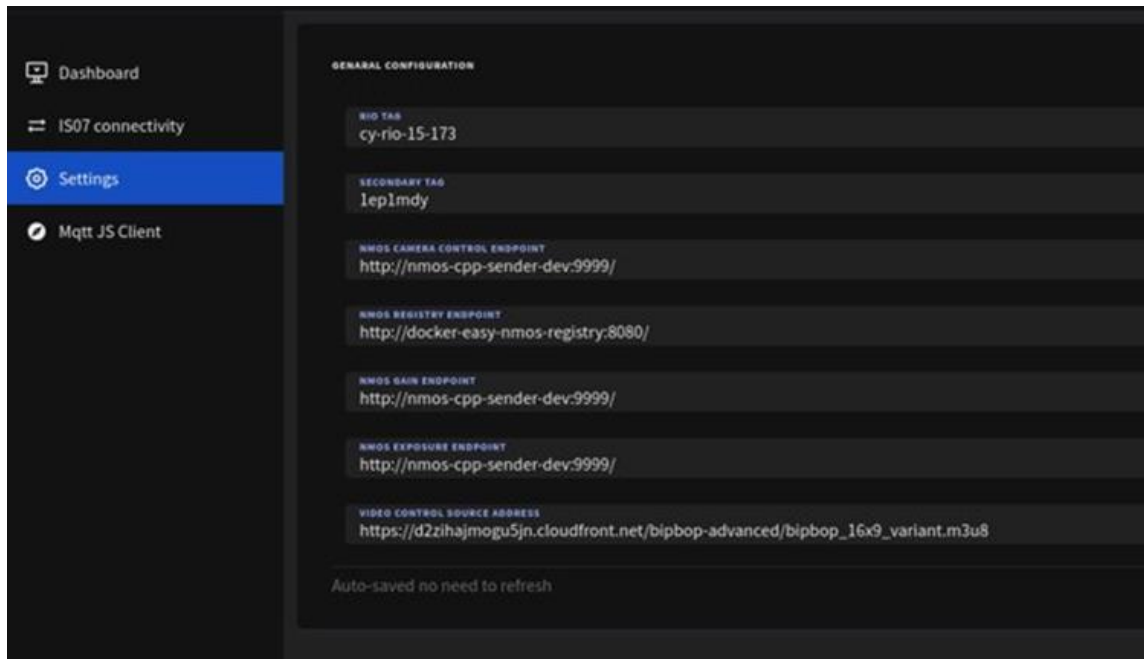 Dashboard
IS07 connectivity
Settings
Mqtt JS Client
GENARAL CONFIGURATION
RIO TAG
cy-rio-15-173
SECONDARY TAG
1ep1mdy
NMOS CAMERA CONTROL ENDPOINT
http://nmos-cpp-sender-dev:9999/
NMOS REGISTRY ENDPOINT
http://docker-easy-nmos-registry:8080/
NMOS GAIN ENDPOINT
http://nmos-cpp-sender-dev:9999/
NMOS EXPOSURE ENDPOINT
http://nmos-cpp-sender-dev:9999/
VIDEO CONTROL SOURCE ADDRESS
https://d2zihajmogu5jn.cloudfront.net/bipbop-advanced/bipbop_16x9_variant.m3u8
Auto-saved no need to refresh